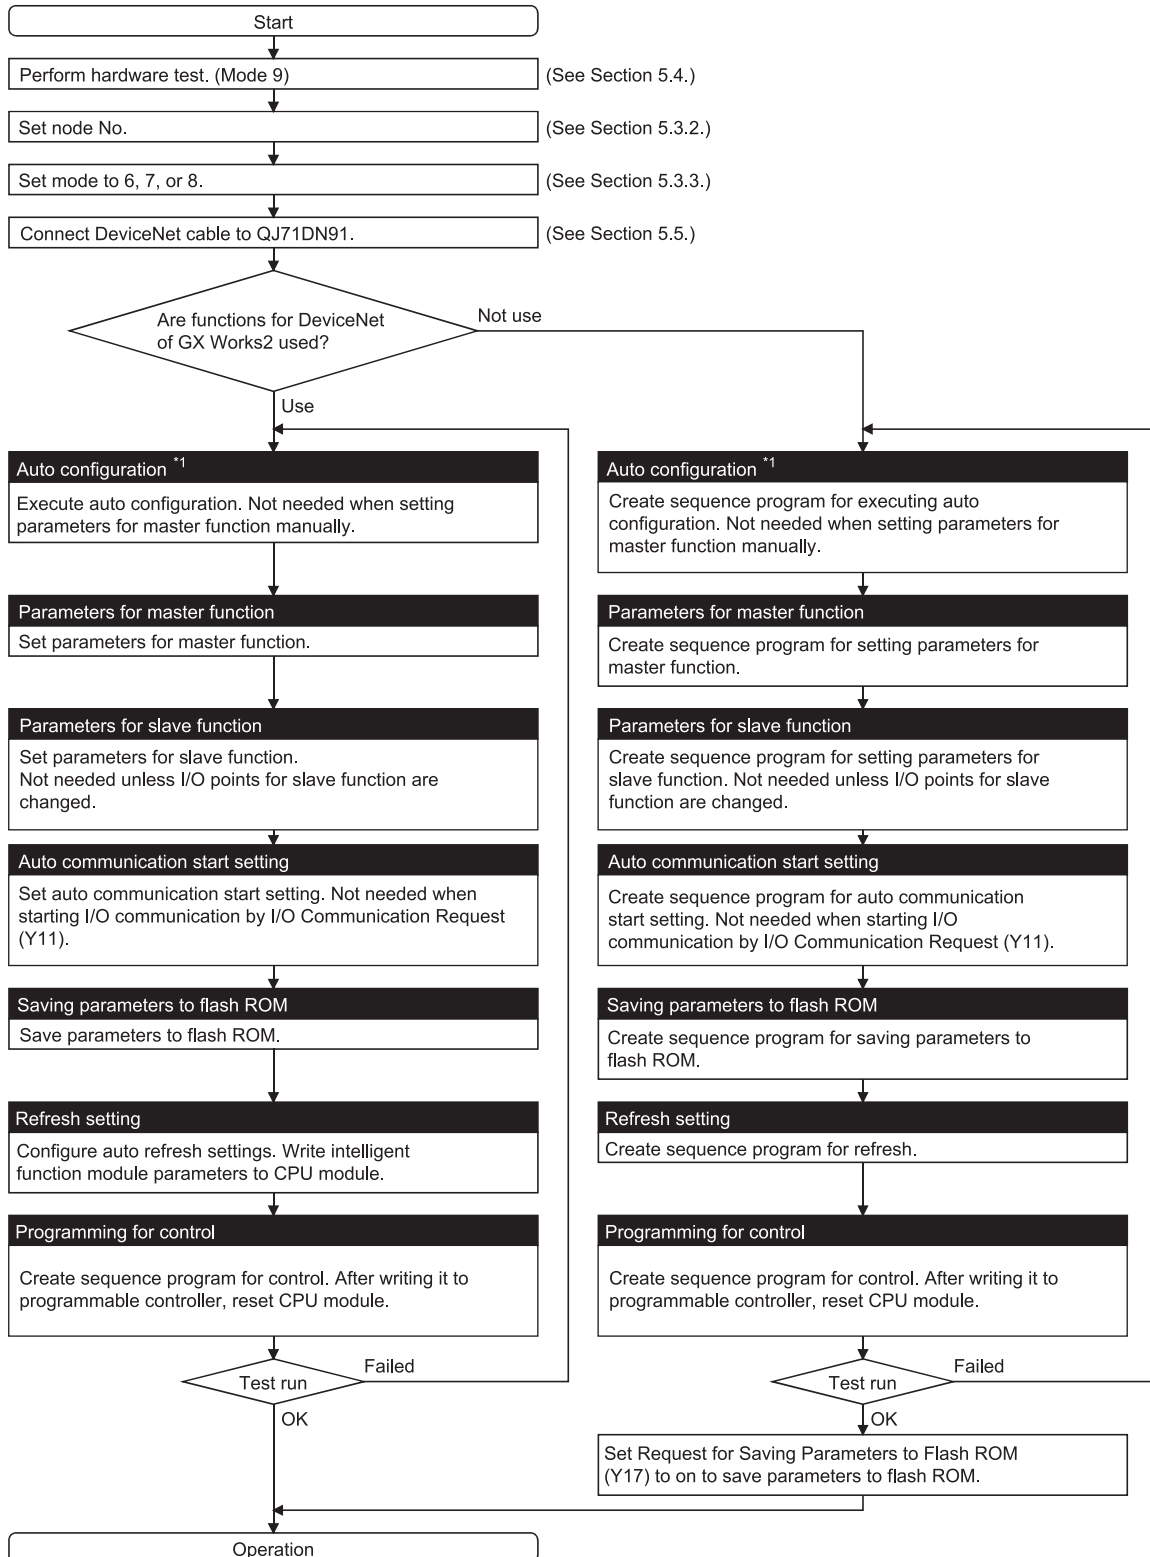 Start
Perform hardware test. (Mode 9)
(See Section 5.4.)
Set node No.
(See Section 5.3.2.)
Set mode to 6, 7, or 8.
(See Section 5.3.3.)
Connect DeviceNet cable to QJ71DN91.
(See Section 5.5.)
Are functions for DeviceNet
of GX Works2 used?
Not use
Use
Auto configuration *1
Execute auto configuration. Not needed when setting
parameters for master function manually.
Parameters for master function
Set parameters for master function.
Parameters for slave function
Set parameters for slave function.
Not needed unless I/O points for slave function are
changed.
Auto communication start setting
Set auto communication start setting. Not needed when
starting I/O communication by I/O Communication Request
(Y11).
Saving parameters to flash ROM
Save parameters to flash ROM.
Refresh setting
Configure auto refresh settings. Write intelligent
function module parameters to CPU module.
Programming for control
Create sequence program for control. After writing it to
programmable controller, reset CPU module.
Test run
Failed
OK
Auto configuration *1
Create sequence program for executing auto
configuration. Not needed when setting parameters for
master function manually.
Parameters for master function
Create sequence program for setting parameters for
master function.
Parameters for slave function
Create sequence program for setting parameters for
slave function. Not needed unless I/O points for slave
function are changed.
Auto communication start setting
Create sequence program for auto communication
start setting. Not needed when starting I/O
communication by I/O Communication Request (Y11).
Saving parameters to flash ROM
Create sequence program for saving parameters to
flash ROM.
Refresh setting
Create sequence program for refresh.
Programming for control
Create sequence program for control. After writing it to
programmable controller, reset CPU module.
Test run
Failed
OK
Set Request for Saving Parameters to Flash ROM
(Y17) to on to save parameters to flash ROM.
Operation